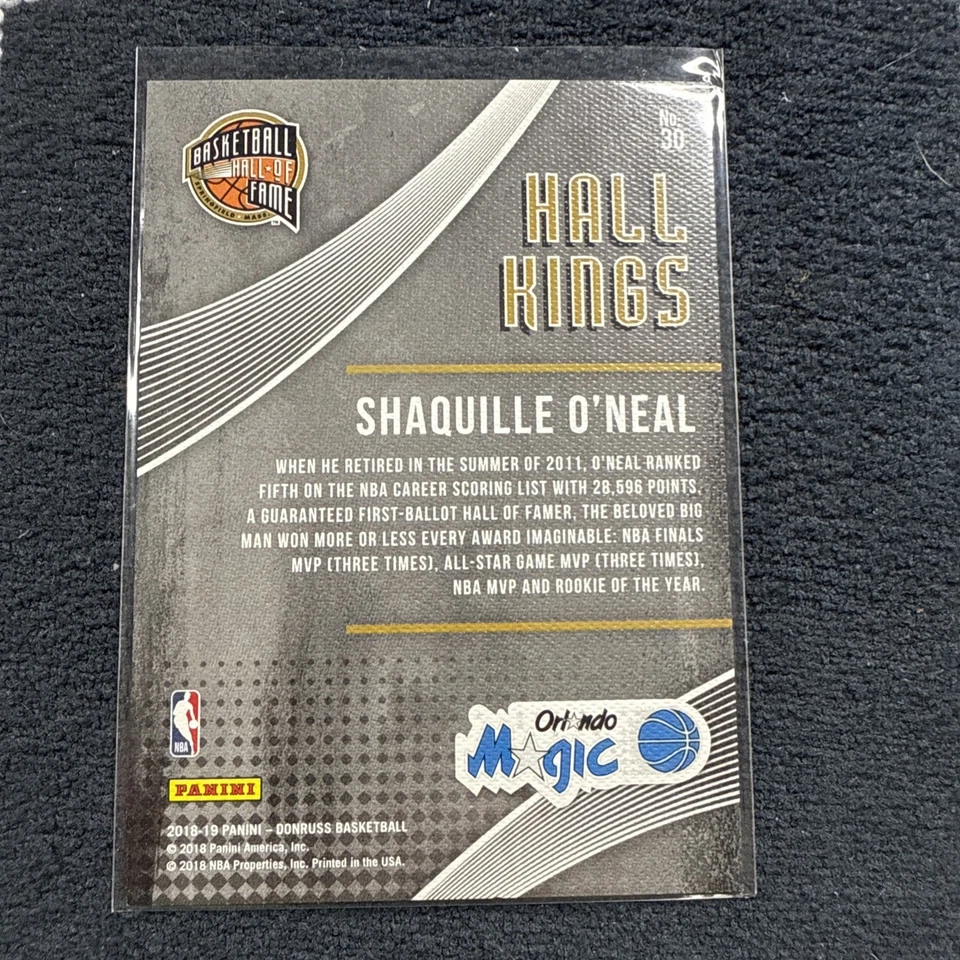 BASKETBALL
HALL OF
FAME
SPRINGFIELD • MASS.
No.
30
HALL
KINGS
SHAQUILLE O'NEAL
WHEN HE RETIRED IN THE SUMMER OF 2011, O'NEAL RANKED
FIFTH ON THE NBA CAREER SCORING LIST WITH 28,596 POINTS,
A GUARANTEED FIRST-BALLOT HALL OF FAMER, THE BELOVED BIG
MAN WON MORE OR LESS EVERY AWARD IMAGINABLE: NBA FINALS
MVP (THREE TIMES), ALL-STAR GAME MVP (THREE TIMES),
NBA MVP AND ROOKIE OF THE YEAR.
NBA
Orlando
Magic
PANINI
2018-19 PANINI – DONRUSS BASKETBALL
© 2018 Panini America, Inc.
© 2018 NBA Properties, Inc. Printed in the USA.